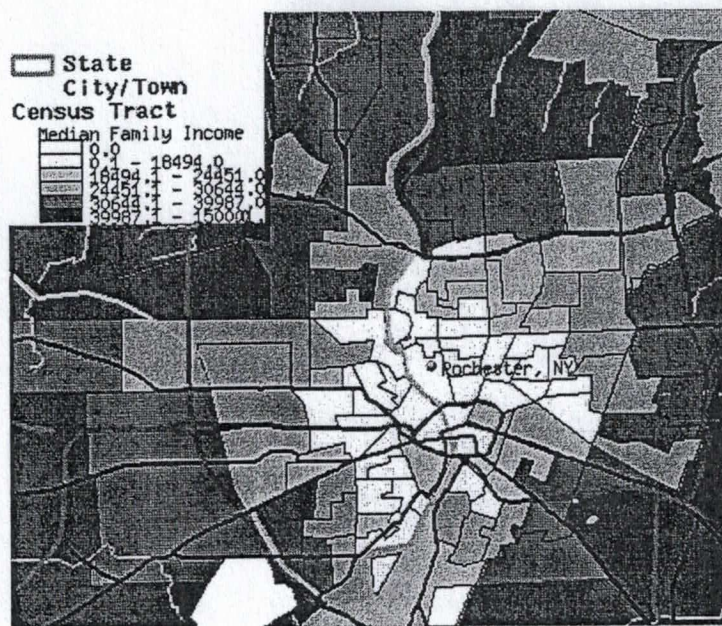 State
City/Town
Census Tract
Median Family Income
0.0
0.1 - 18494.0
18494.1 - 24451.0
24451.1 - 30644.0
30644.1 - 39987.0
39987.1 - 150001
Rochester, NY